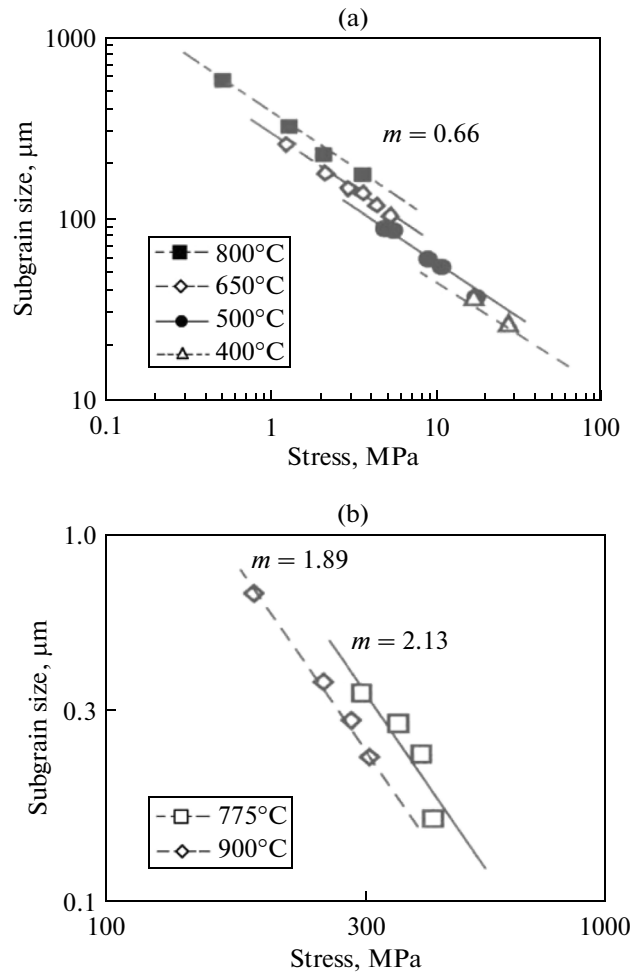 (a)
1000
m = 0.66
Subgrain size, μm
100
800°C
650°C
500°C
400°C
10
0.1
1
10
100
Stress, MPa
(b)
1.0
m = 1.89
m = 2.13
Subgrain size, μm
0.3
775°C
900°C
0.1
100
300
1000
Stress, MPa